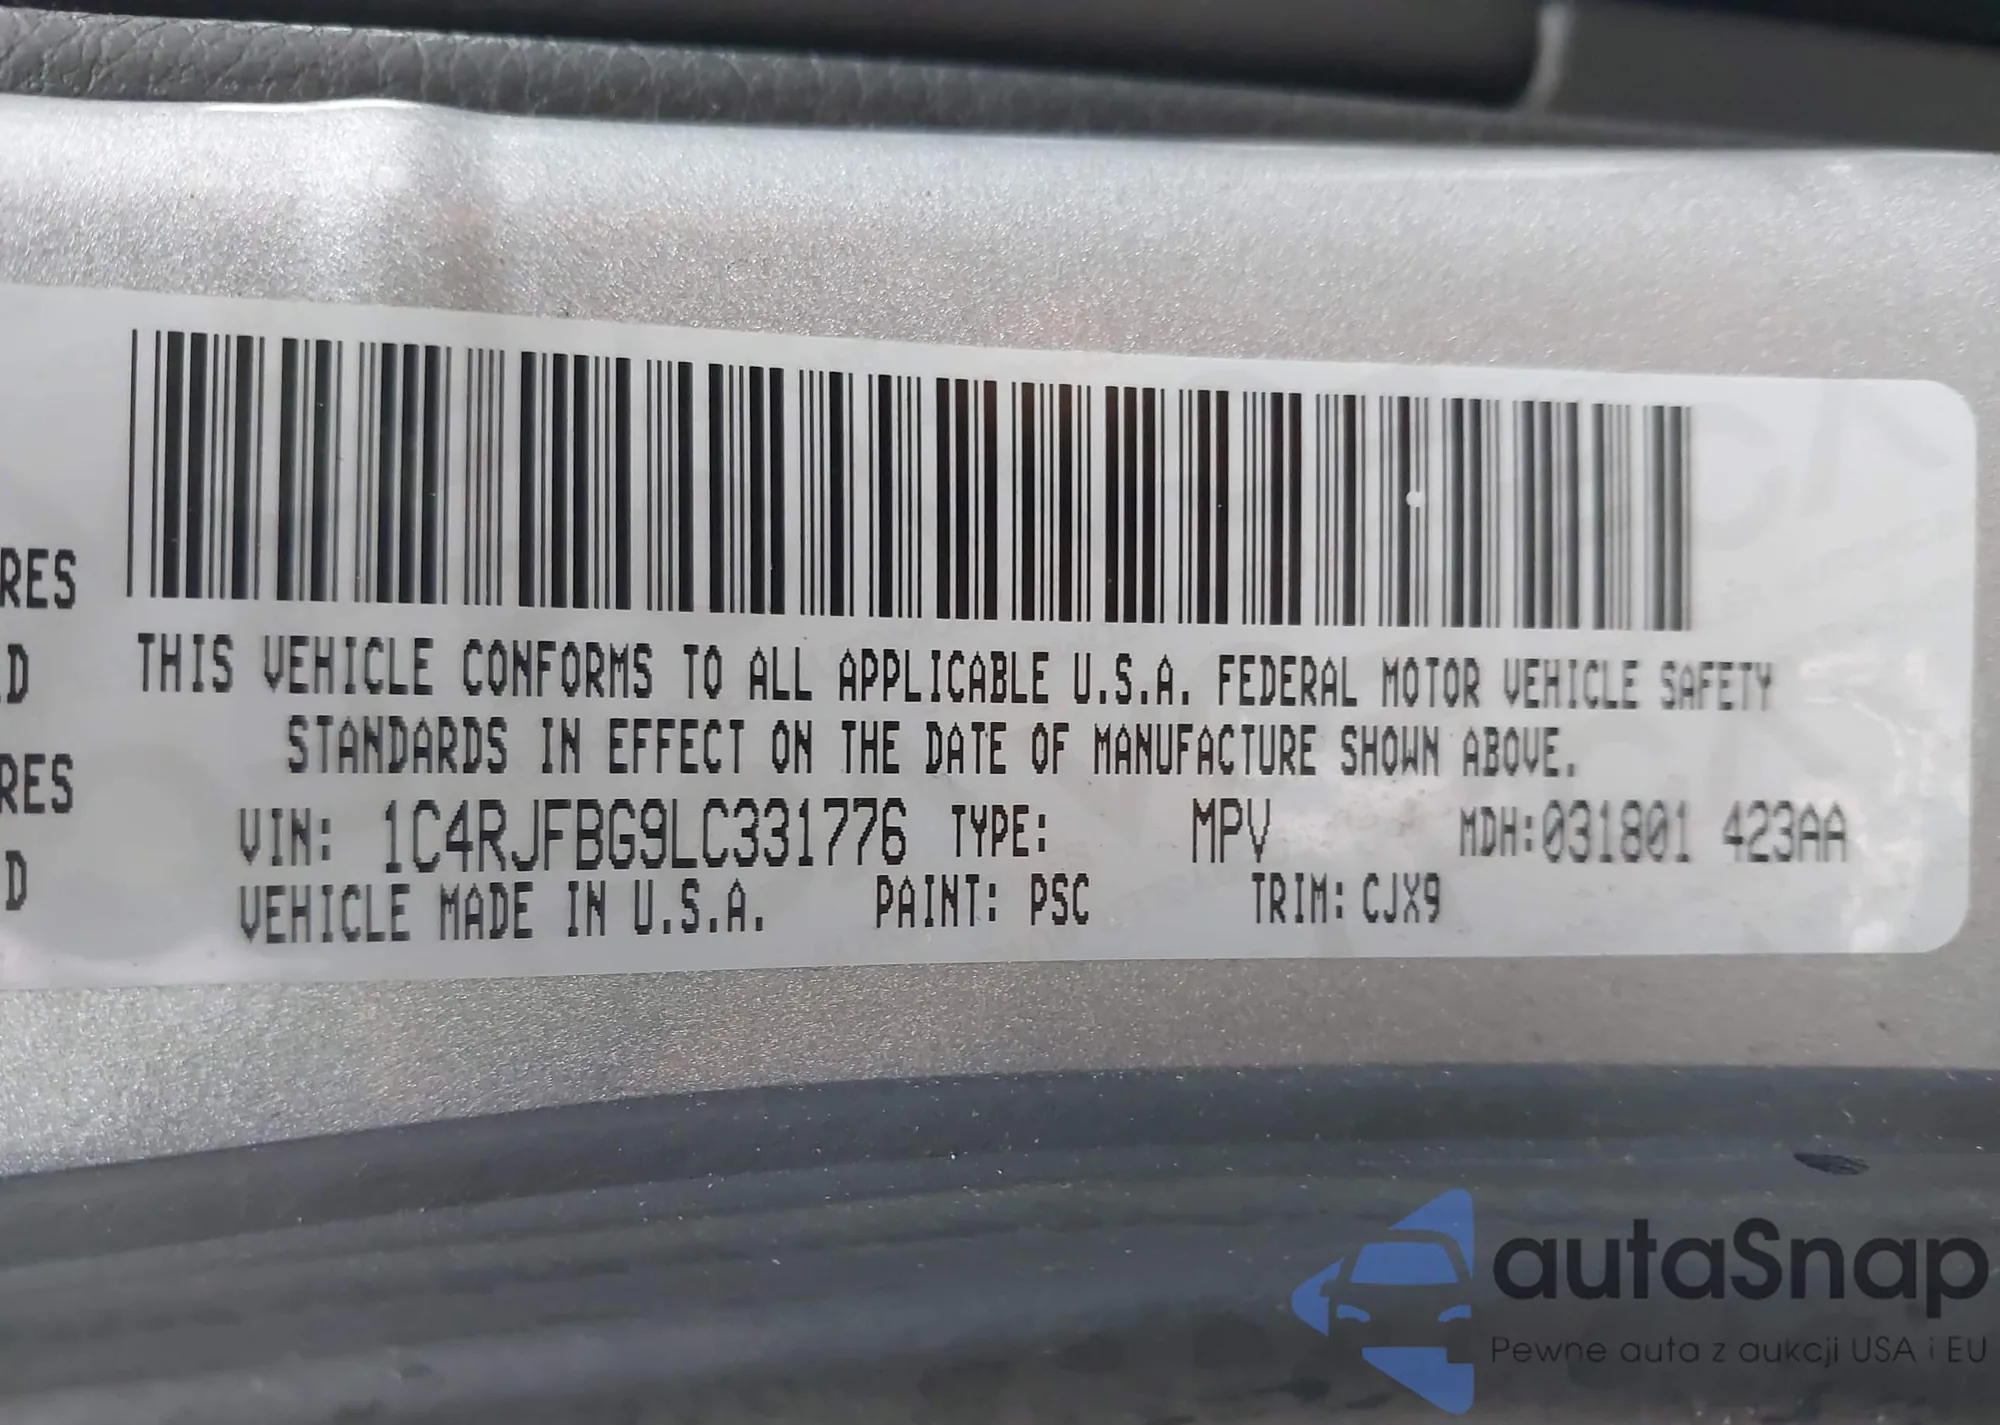 RES
D
RES
D
THIS VEHICLE CONFORMS TO ALL APPLICABLE U.S.A. FEDERAL MOTOR VEHICLE SAFETY
STANDARDS IN EFFECT ON THE DATE OF MANUFACTURE SHOWN ABOVE.
VIN: 1C4RJFBG9LC331776 TYPE: MPV MDH:031801 423AA
VEHICLE MADE IN U.S.A. PAINT: PSC TRIM: CJX9
autaSnap
Pewne auta z aukcji USA i EU